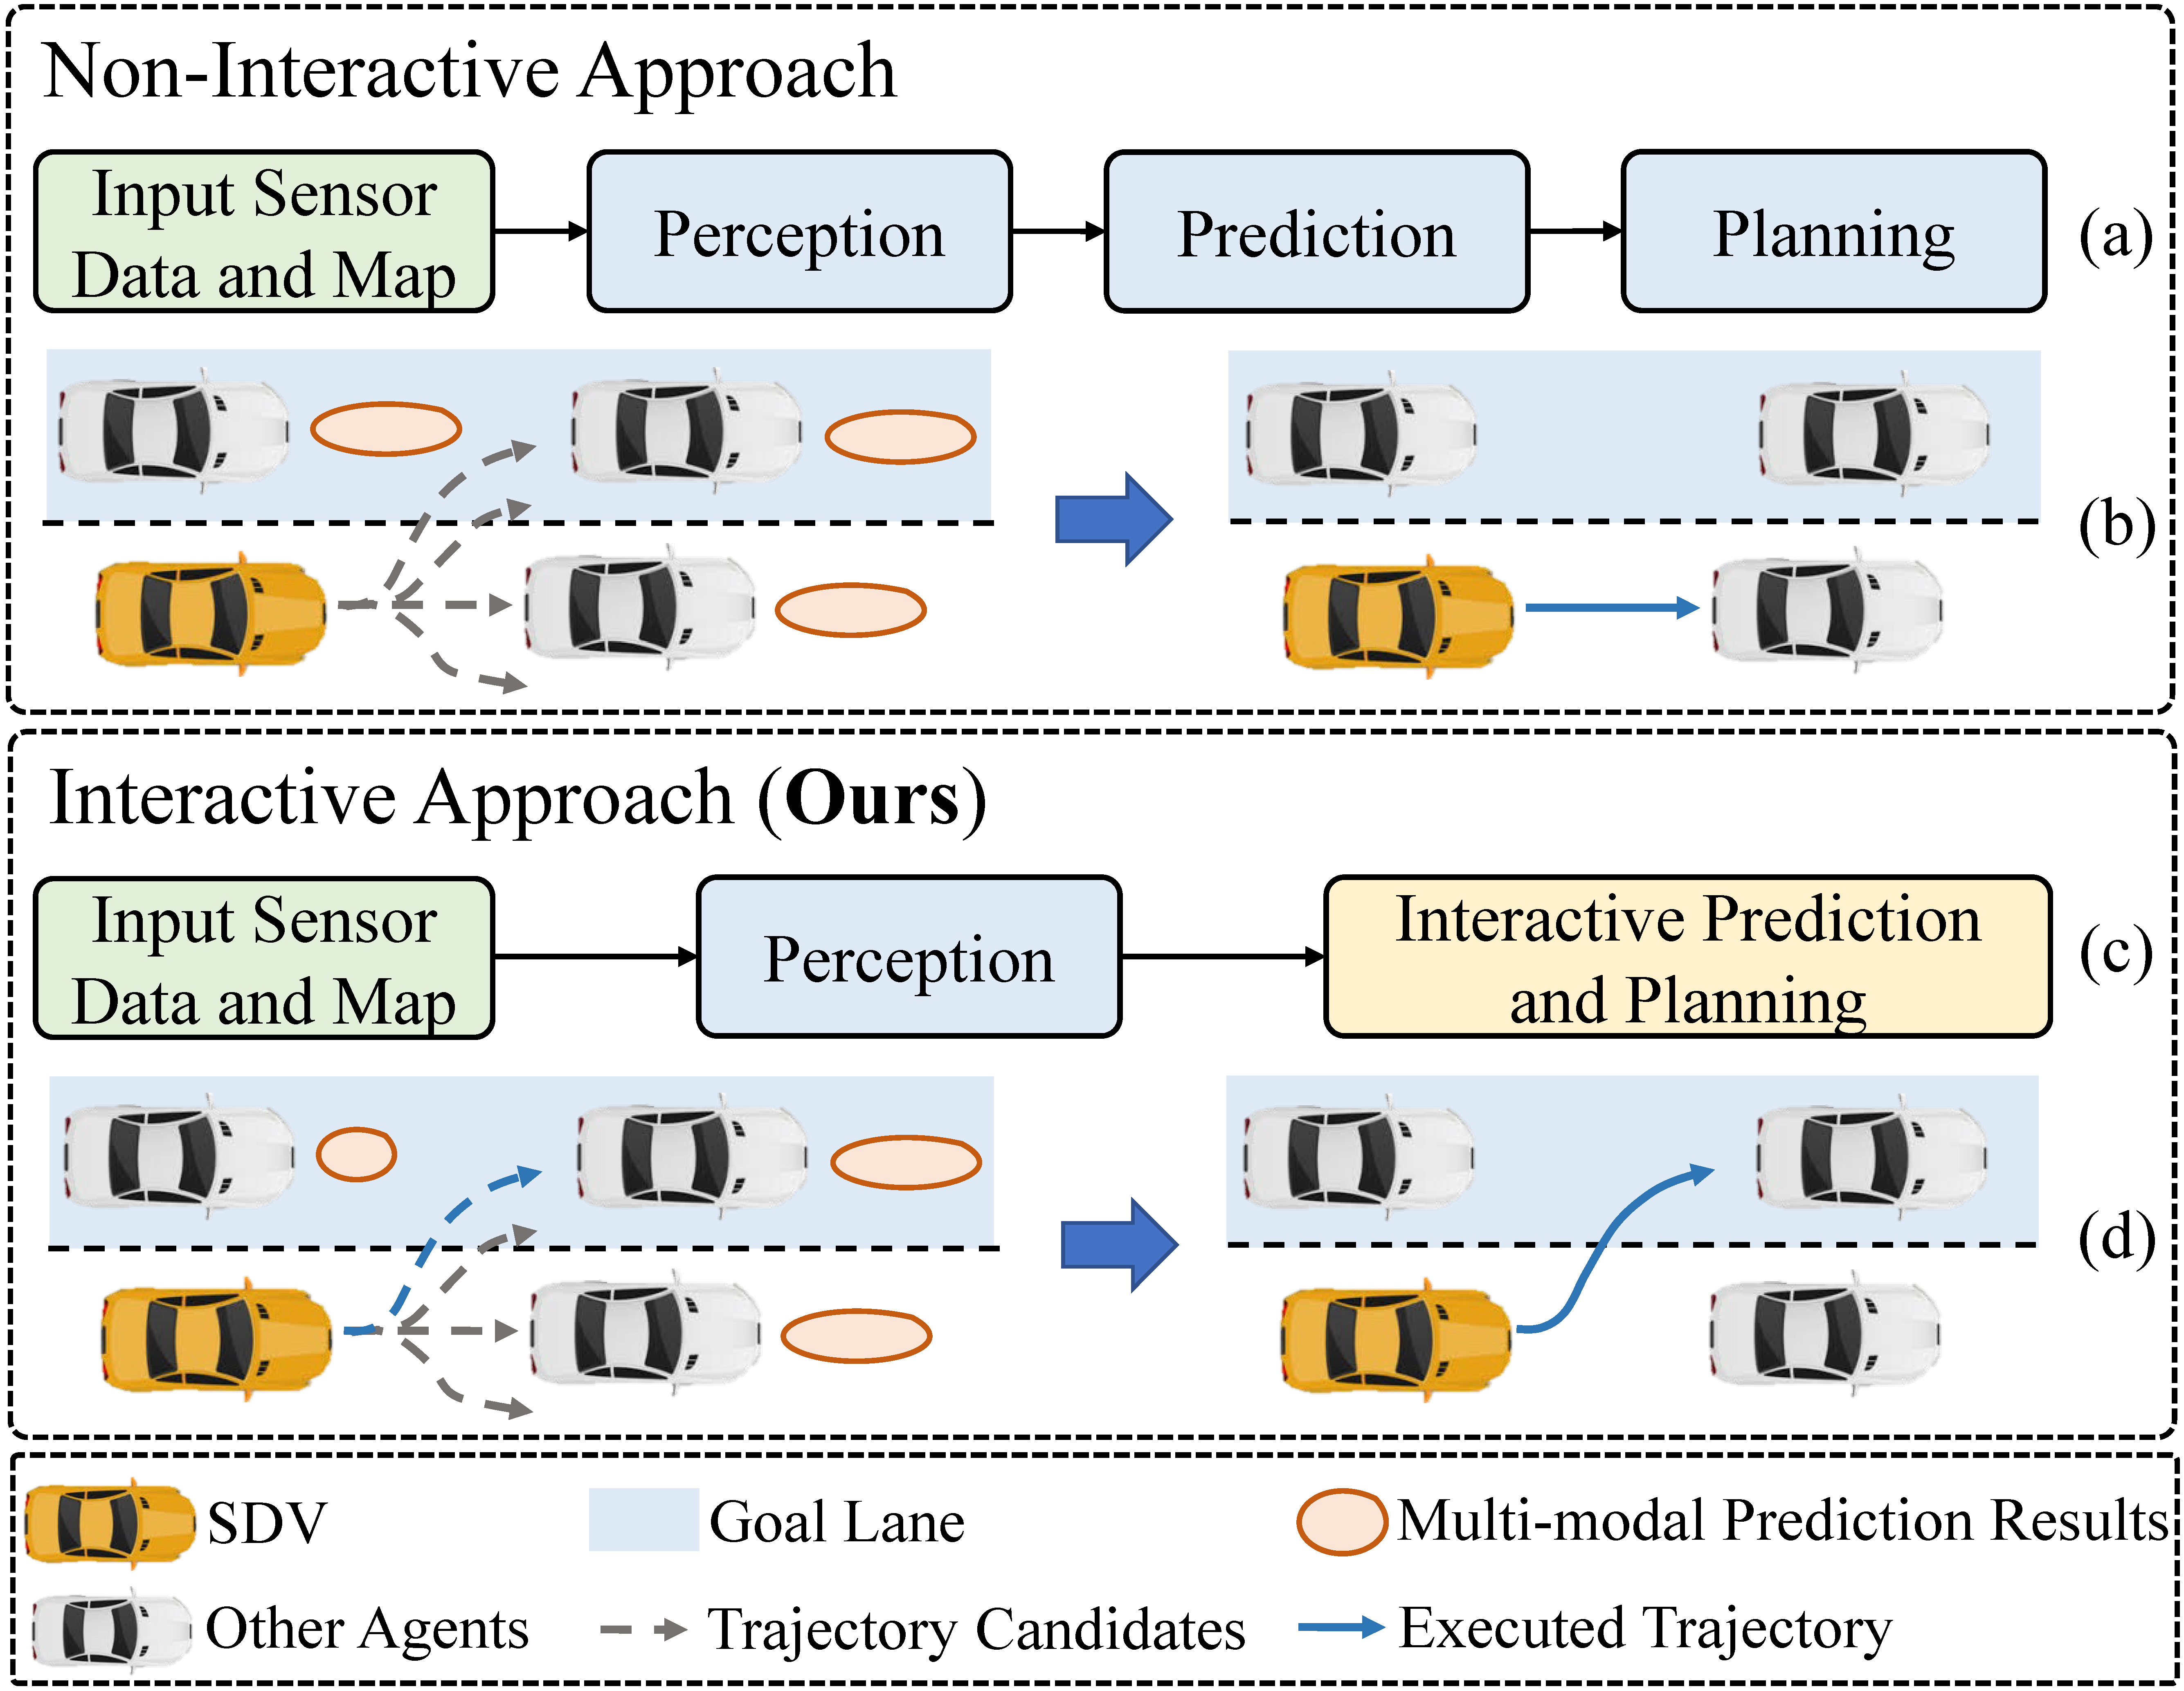 Non-Interactive Approach
Input Sensor
Data and Map
Perception
Prediction
Planning
(a)
(b)
Interactive Approach (Ours)
Input Sensor
Data and Map
Perception
Interactive Prediction
and Planning
(c)
(d)
SDV
Goal Lane
Multi-modal Prediction Results
Other Agents
Trajectory Candidates
Executed Trajectory